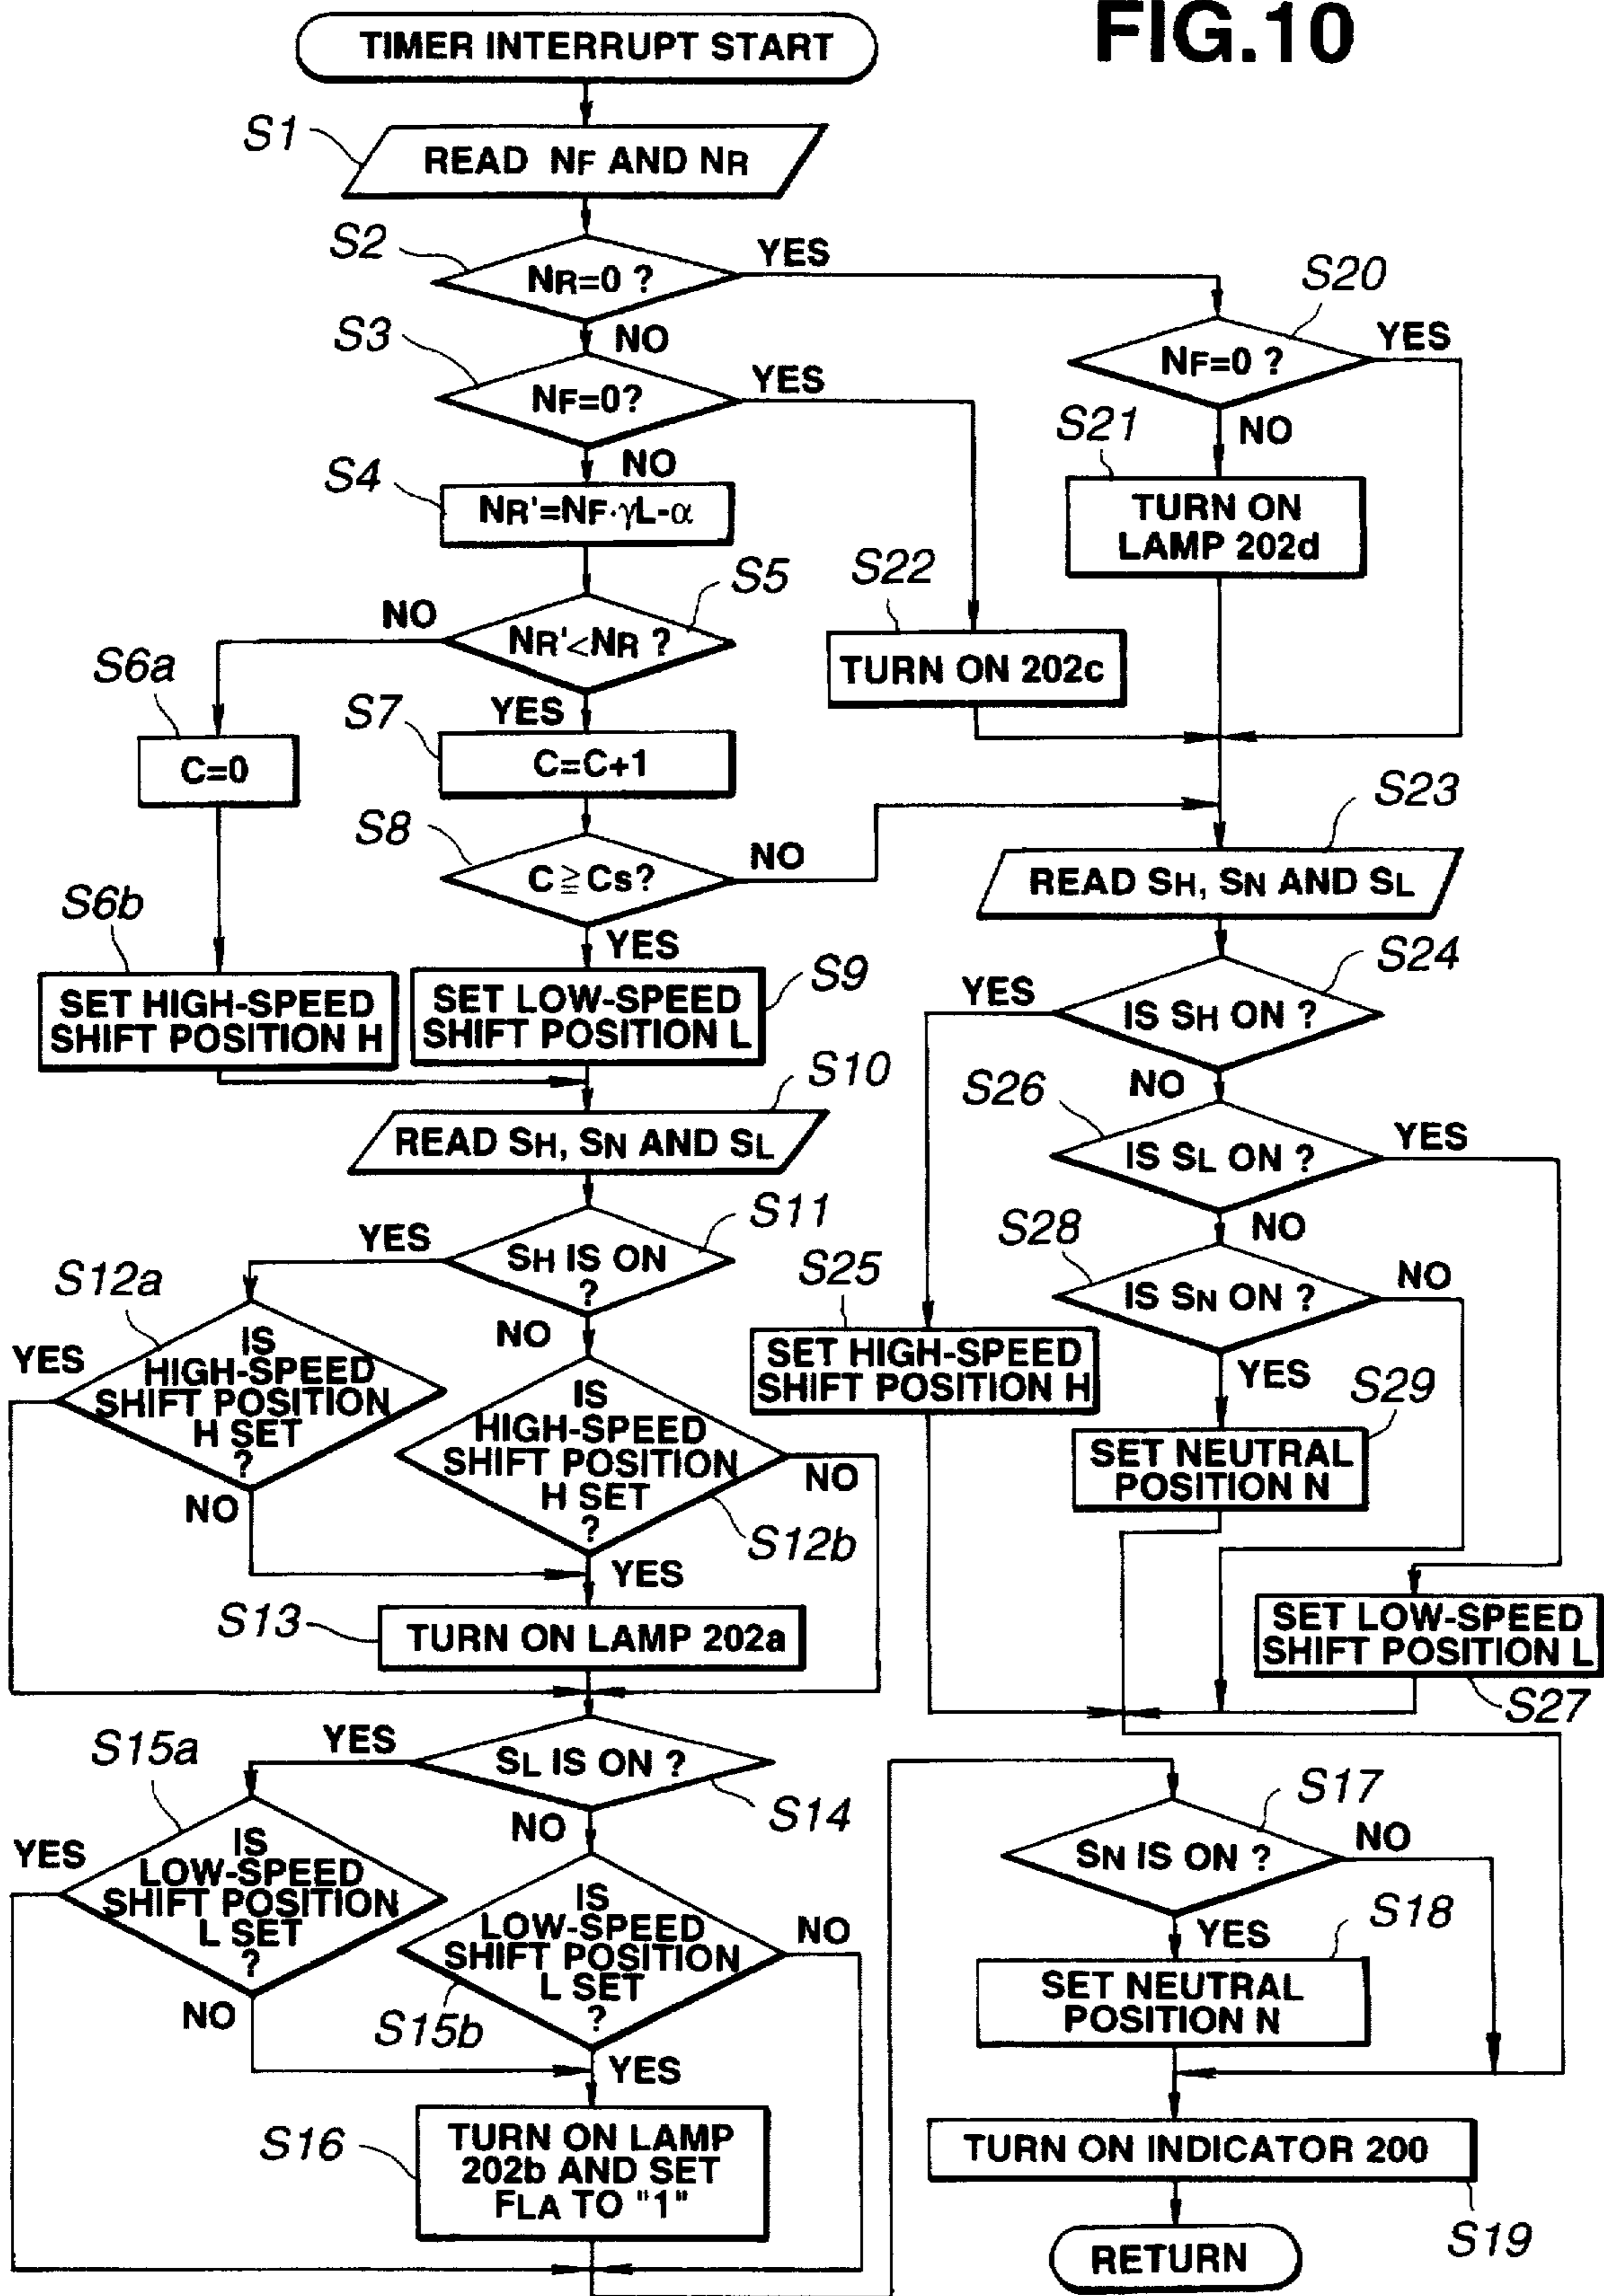 FIG.10
TIMER INTERRUPT START
S1
READ NF AND NR
S2
NR=0 ?
YES
NO
S20
NF=0 ?
YES
NO
S3
NF=0?
YES
NO
S21
TURN ON
LAMP 202d
S4
NR'=NF·γL-α
S5
NR'<NR ?
NO
YES
S22
TURN ON 202c
S6a
C=0
S7
C=C+1
S8
C≧Cs?
NO
YES
S23
READ SH, SN AND SL
S6b
SET HIGH-SPEED
SHIFT POSITION H
S9
SET LOW-SPEED
SHIFT POSITION L
S24
IS SH ON ?
YES
NO
S10
READ SH, SN AND SL
S26
IS SL ON ?
YES
NO
S11
SH IS ON
?
YES
NO
S28
IS SN ON ?
NO
YES
S25
SET HIGH-SPEED
SHIFT POSITION H
S12a
IS
HIGH-SPEED
SHIFT POSITION
H SET
?
YES
NO
IS
HIGH-SPEED
SHIFT POSITION
H SET
?
NO
S12b
YES
S29
SET NEUTRAL
POSITION N
S13
TURN ON LAMP 202a
SET LOW-SPEED
SHIFT POSITION L
S27
SL IS ON ?
YES
S14
NO
S15a
IS
LOW-SPEED
SHIFT POSITION
L SET
?
YES
NO
IS
LOW-SPEED
SHIFT POSITION
L SET
?
NO
S15b
YES
S17
SN IS ON ?
NO
YES
S18
SET NEUTRAL
POSITION N
S16
TURN ON LAMP
202b AND SET
FLA TO "1"
TURN ON INDICATOR 200
S19
RETURN